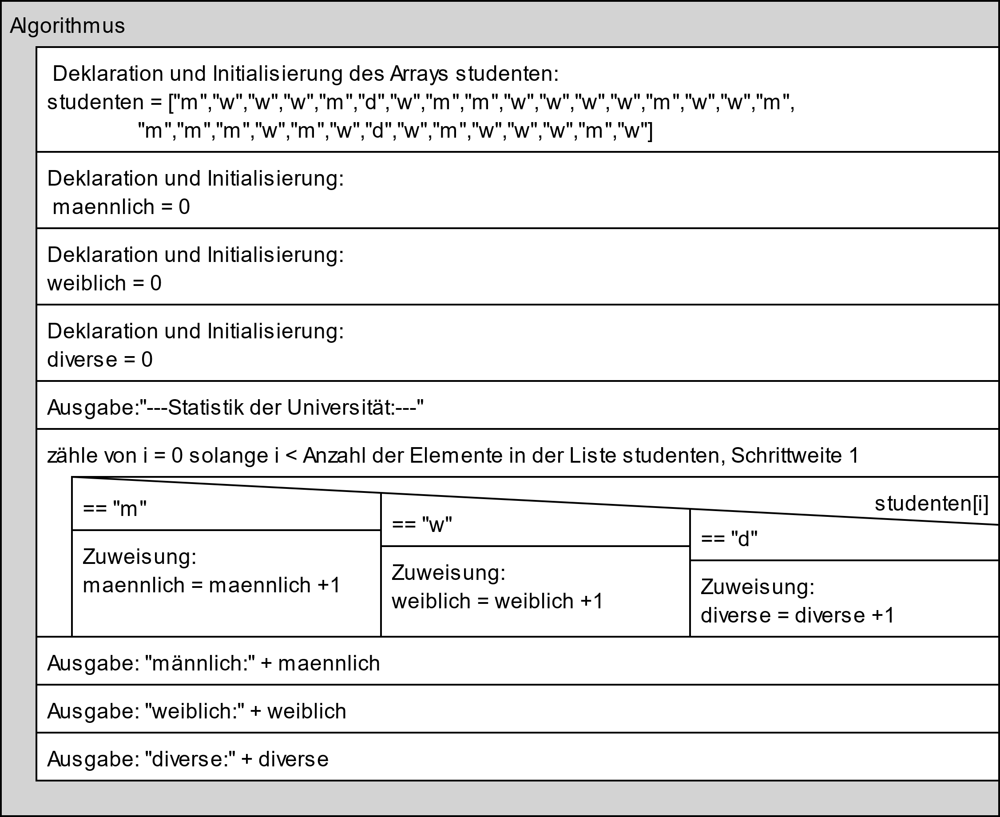 Algorithmus
Deklaration und Initialisierung des Arrays studenten:
studenten = ["m","w","w","w","m","d","w","m","m","w","w","w","w","m","w","w","m",
"m","m","m","w","m","w","d","w","m","w","w","w","m","w"]
Deklaration und Initialisierung:
maennlich = 0
Deklaration und Initialisierung:
weiblich = 0
Deklaration und Initialisierung:
diverse = 0
Ausgabe:"---Statistik der Universität:---"
zähle von i = 0 solange i < Anzahl der Elemente in der Liste studenten, Schrittweite 1
studenten[i]
== "m"
Zuweisung:
maennlich = maennlich +1
== "w"
Zuweisung:
weiblich = weiblich +1
== "d"
Zuweisung:
diverse = diverse +1
Ausgabe: "männlich:" + maennlich
Ausgabe: "weiblich:" + weiblich
Ausgabe: "diverse:" + diverse